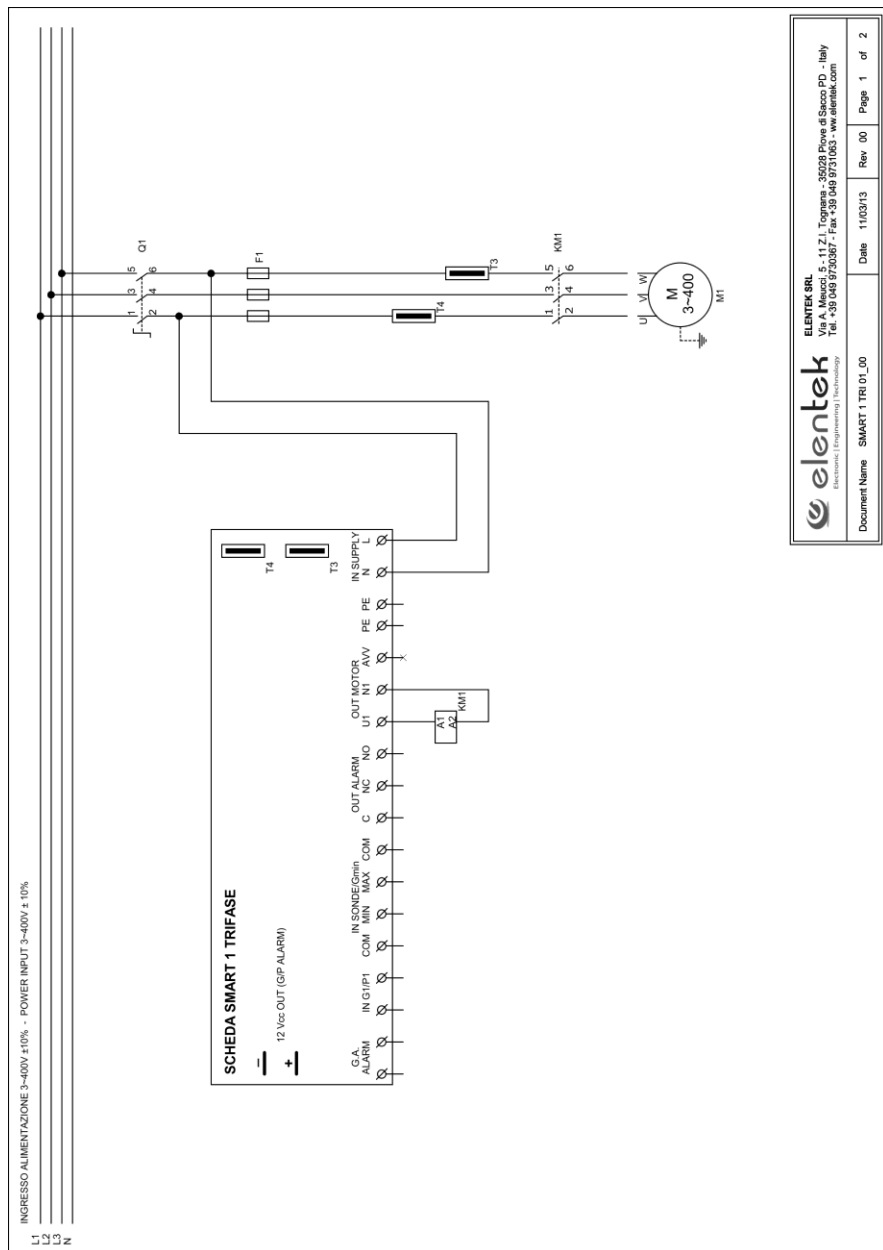 INGRESSO ALIMENTAZIONE 3~400V ±10% - POWER INPUT 3~400V ± 10%
L1
L2
L3
N
Q1
1
3
5
2
4
6
F1
T4
T3
KM1
1
3
5
2
4
6
U
V
W
M
3~400
M1
SCHEDA SMART 1 TRIFASE
−
+
12 Vcc OUT (G/P ALARM)
T4
T3
G.A.
ALARM
IN G1/P1
IN SONDE/Gmin
COM MIN MAX COM
OUT ALARM
C NC NO
OUT MOTOR
U1 N1
AVV
PE PE
IN SUPPLY
N L
A1
A2
KM1
elentek
Electronic | Engineering | Technology
ELENTEK SRL
Via A. Meucci, 5 - 11 Z.I. Tognana - 35028 Piove di Sacco PD - Italy
Tel. +39 049 9730367 - Fax +39 049 9731063 - ww.elentek.com
Document Name SMART 1 TRI 01_00
Date 11/03/13
Rev 00
Page 1 of 2